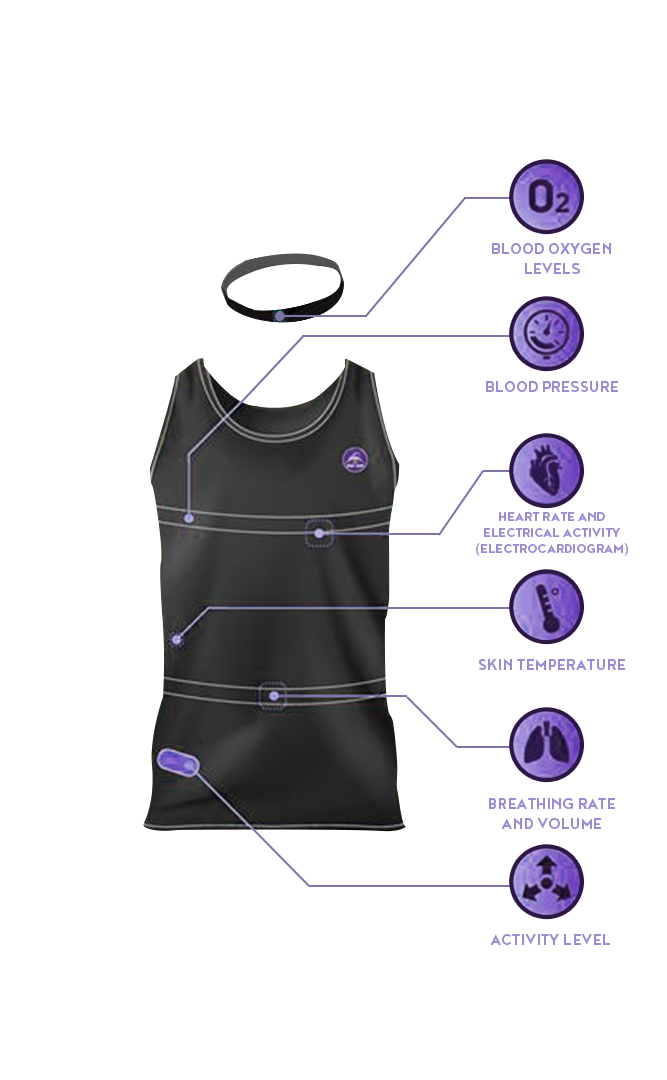 O2
BLOOD OXYGEN
LEVELS
BLOOD PRESSURE
HEART RATE AND
ELECTRICAL ACTIVITY
(ELECTROCARDIOGRAM)
SKIN TEMPERATURE
BREATHING RATE
AND VOLUME
ACTIVITY LEVEL